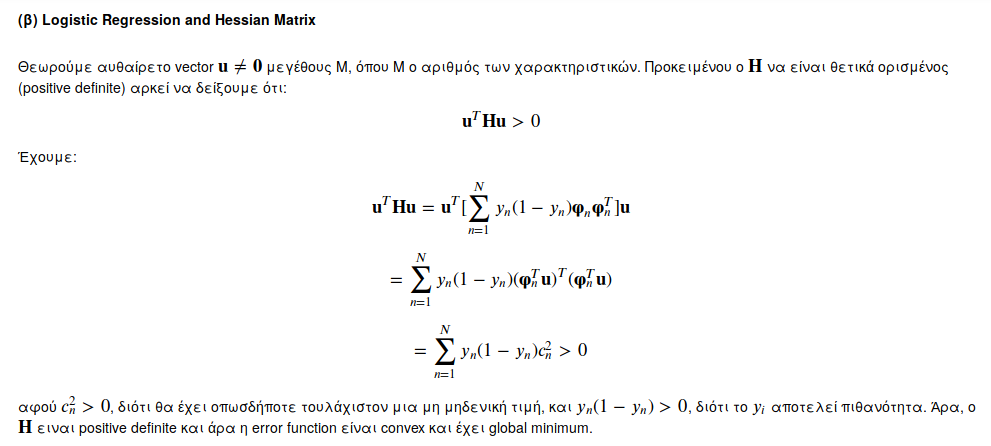 (β) Logistic Regression and Hessian Matrix
Θεωρούμε αυθαίρετο vector u ≠ 0 μεγέθους M, όπου M ο αριθμός των χαρακτηριστικών. Προκειμένου ο H να είναι θετικά ορισμένος
(positive definite) αρκεί να δείξουμε ότι:
u^T Hu > 0
Έχουμε:
u^T Hu = u^T [∑_{n=1}^{N} y_n(1 − y_n)φ_n φ_n^T]u
= ∑_{n=1}^{N} y_n(1 − y_n)(φ_n^T u)^T (φ_n^T u)
= ∑_{n=1}^{N} y_n(1 − y_n)c_n^2 > 0
αφού c_n^2 > 0, διότι θα έχει οπωσδήποτε τουλάχιστον μια μη μηδενική τιμή, και y_n(1 − y_n) > 0, διότι το y_i αποτελεί πιθανότητα. Άρα, ο
H ειναι positive definite και άρα η error function είναι convex και έχει global minimum.